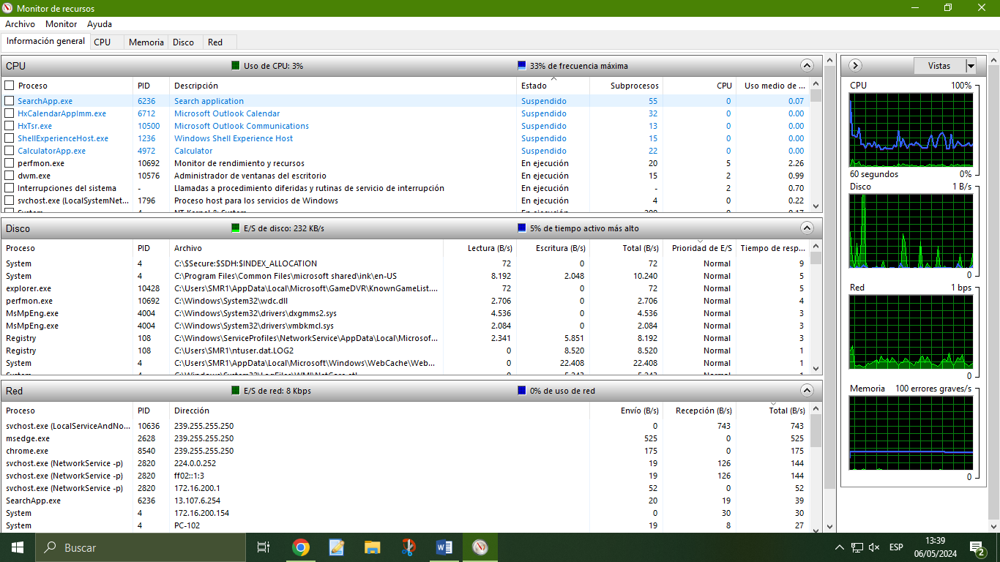 Monitor de recursos
Archivo Monitor Ayuda
Información general CPU Memoria Disco Red
CPU Uso de CPU: 3% 33% de frecuencia máxima
Proceso PID Descripción Estado Subprocesos CPU Uso medio de ...
SearchApp.exe 6236 Search application Suspendido 55 0 0.07
HxCalendarAppImm.exe 6712 Microsoft Outlook Calendar Suspendido 32 0 0.00
HxTsr.exe 10500 Microsoft Outlook Communications Suspendido 13 0 0.00
ShellExperienceHost.exe 1236 Windows Shell Experience Host Suspendido 15 0 0.00
CalculatorApp.exe 4972 Calculator Suspendido 22 0 0.00
perfmon.exe 10692 Monitor de rendimiento y recursos En ejecución 20 5 2.26
dwm.exe 10576 Administrador de ventanas del escritorio En ejecución 15 2 0.99
Interrupciones del sistema - Llamadas a procedimiento diferidas y rutinas de servicio de interrupción En ejecución - 2 0.70
svchost.exe (LocalSystemNet... 1796 Proceso host para los servicios de Windows En ejecución 4 0 0.22
System 4 NT Kernel & System En ejecución 200 0 0.17
Disco E/S de disco: 232 KB/s 5% de tiempo activo más alto
Proceso PID Archivo Lectura (B/s) Escritura (B/s) Total (B/s) Prioridad de E/S Tiempo de resp...
System 4 C:\$Secure:$SDH:$INDEX_ALLOCATION 72 0 72 Normal 9
System 4 C:\Program Files\Common Files\microsoft shared\ink\en-US 8.192 2.048 10.240 Normal 5
explorer.exe 10428 C:\Users\SMR1\AppData\Local\Microsoft\GameDVR\KnownGameList.... 72 0 72 Normal 5
perfmon.exe 10692 C:\Windows\System32\wdc.dll 2.706 0 2.706 Normal 4
MsMpEng.exe 4004 C:\Windows\System32\drivers\dxgmms2.sys 4.536 0 4.536 Normal 3
MsMpEng.exe 4004 C:\Windows\System32\drivers\vmbkmcl.sys 2.084 0 2.084 Normal 3
Registry 108 C:\Windows\ServiceProfiles\NetworkService\AppData\Local\Microsof... 2.341 5.851 8.192 Normal 3
Registry 108 C:\Users\SMR1\ntuser.dat.LOG2 0 8.520 8.520 Normal 1
System 4 C:\Users\SMR1\AppData\Local\Microsoft\Windows\WebCache\Web... 0 22.408 22.408 Normal 1
System 4 C:\Windows\System32\LogFiles\WMI\NetCore.etl 0 5.243 5.243 Normal 1
Red E/S de red: 8 Kbps 0% de uso de red
Proceso PID Dirección Envío (B/s) Recepción (B/s) Total (B/s)
svchost.exe (LocalServiceAndNo... 10636 239.255.255.250 0 743 743
msedge.exe 2628 239.255.255.250 525 0 525
chrome.exe 8540 239.255.255.250 175 0 175
svchost.exe (NetworkService -p) 2820 224.0.0.252 19 126 144
svchost.exe (NetworkService -p) 2820 ff02::1:3 19 126 144
svchost.exe (NetworkService -p) 2820 172.16.200.1 52 0 52
SearchApp.exe 6236 13.107.6.254 20 19 39
System 4 172.16.200.154 0 30 30
System 4 PC-102 19 8 27
Vistas
CPU 100%
60 segundos 0%
Disco 1 B/s
0
Red 1 bps
0
Memoria 100 errores graves/s
0
Buscar
ESP
13:39
06/05/2024
2